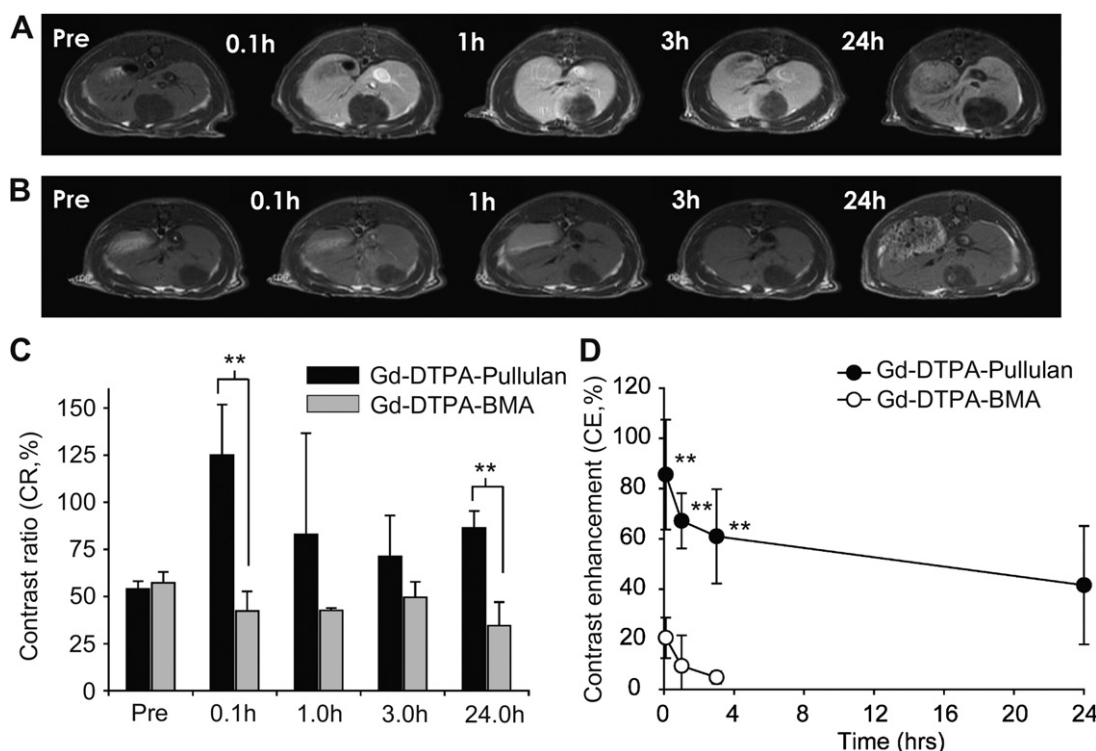 A
Pre
0.1h
1h
3h
24h
B
Pre
0.1h
1h
3h
24h
C
Gd-DTPA-Pullulan
Gd-DTPA-BMA
**
**
Contrast ratio (CR,%)
150
125
100
75
50
25
0
Pre
0.1h
1.0h
3.0h
24.0h
D
Gd-DTPA-Pullulan
Gd-DTPA-BMA
Contrast enhancement (CE,%)
120
100
80
60
40
20
0
**
**
**
0
4
8
12
16
20
24
Time (hrs)